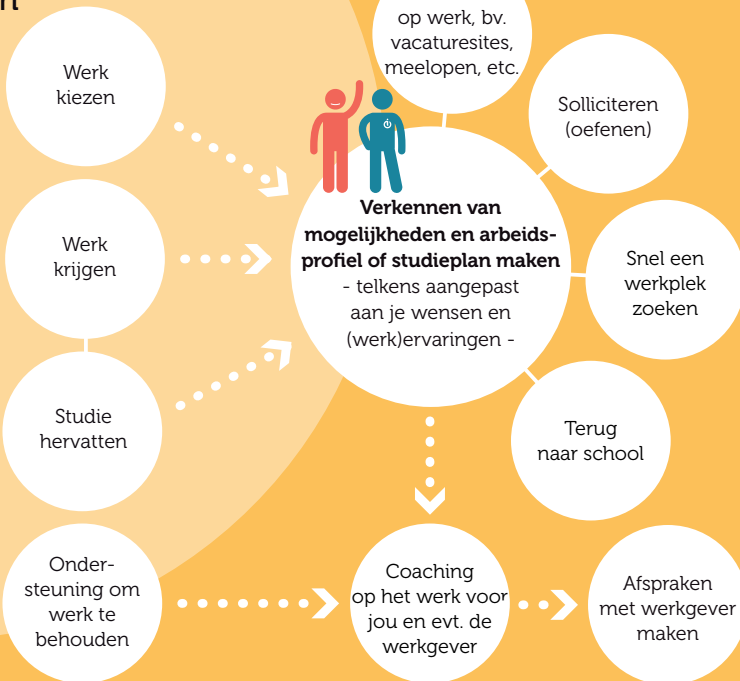 op werk, bv.
vacaturesites,
meelopen, etc.
Werk
kiezen
Solliciteren
(oefenen)
Verkennen van
mogelijkheden en arbeids-
profiel of studieplan maken
- telkens aangepast
aan je wensen en
(werk)ervaringen -
Werk
krijgen
Snel een
werkplek
zoeken
Studie
hervatten
Terug
naar school
Onder-
steuning om
werk te
behouden
Coaching
op het werk voor
jou en evt. de
werkgever
Afspraken
met werkgever
maken